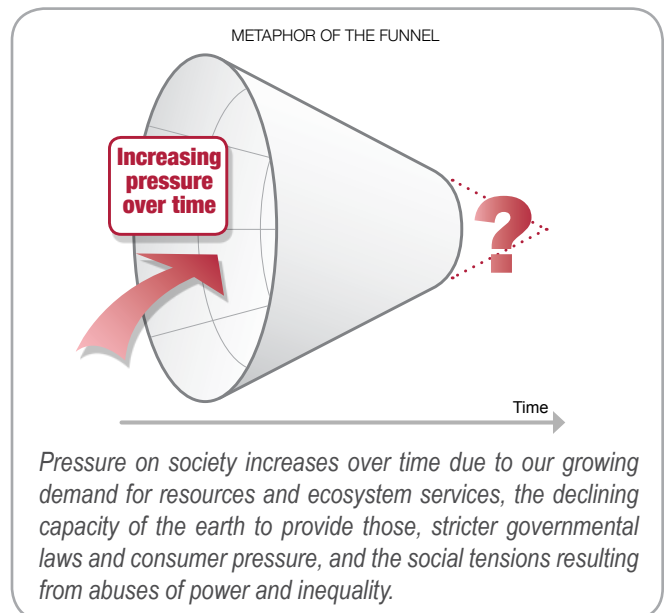 METAPHOR OF THE FUNNEL
Increasing
pressure
over time
?
Time
Pressure on society increases over time due to our growing
demand for resources and ecosystem services, the declining
capacity of the earth to provide those, stricter governmental
laws and consumer pressure, and the social tensions resulting
from abuses of power and inequality.